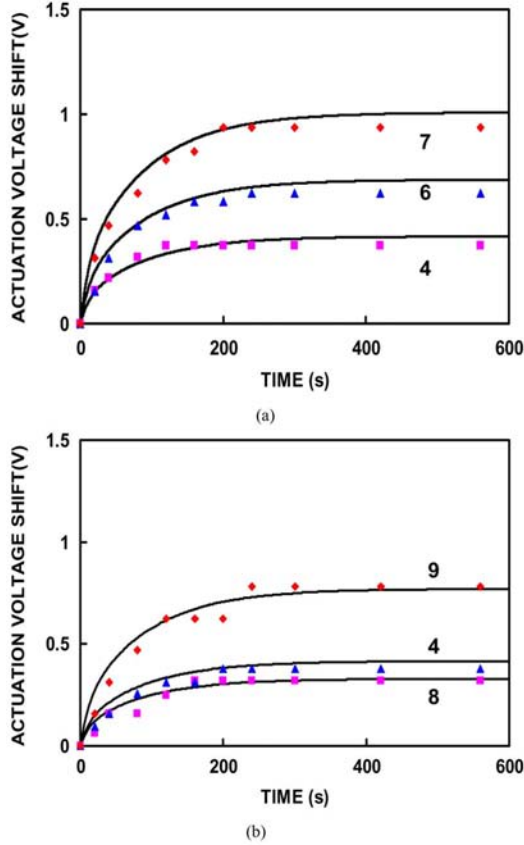 1.5
1
0.5
0
ACTUATION VOLTAGE SHIFT(V)
7
6
4
0 200 400 600
TIME (s)
(a)
1.5
1
0.5
0
ACTUATION VOLTAGE SHIFT(V)
9
4
8
0 200 400 600
TIME (s)
(b)